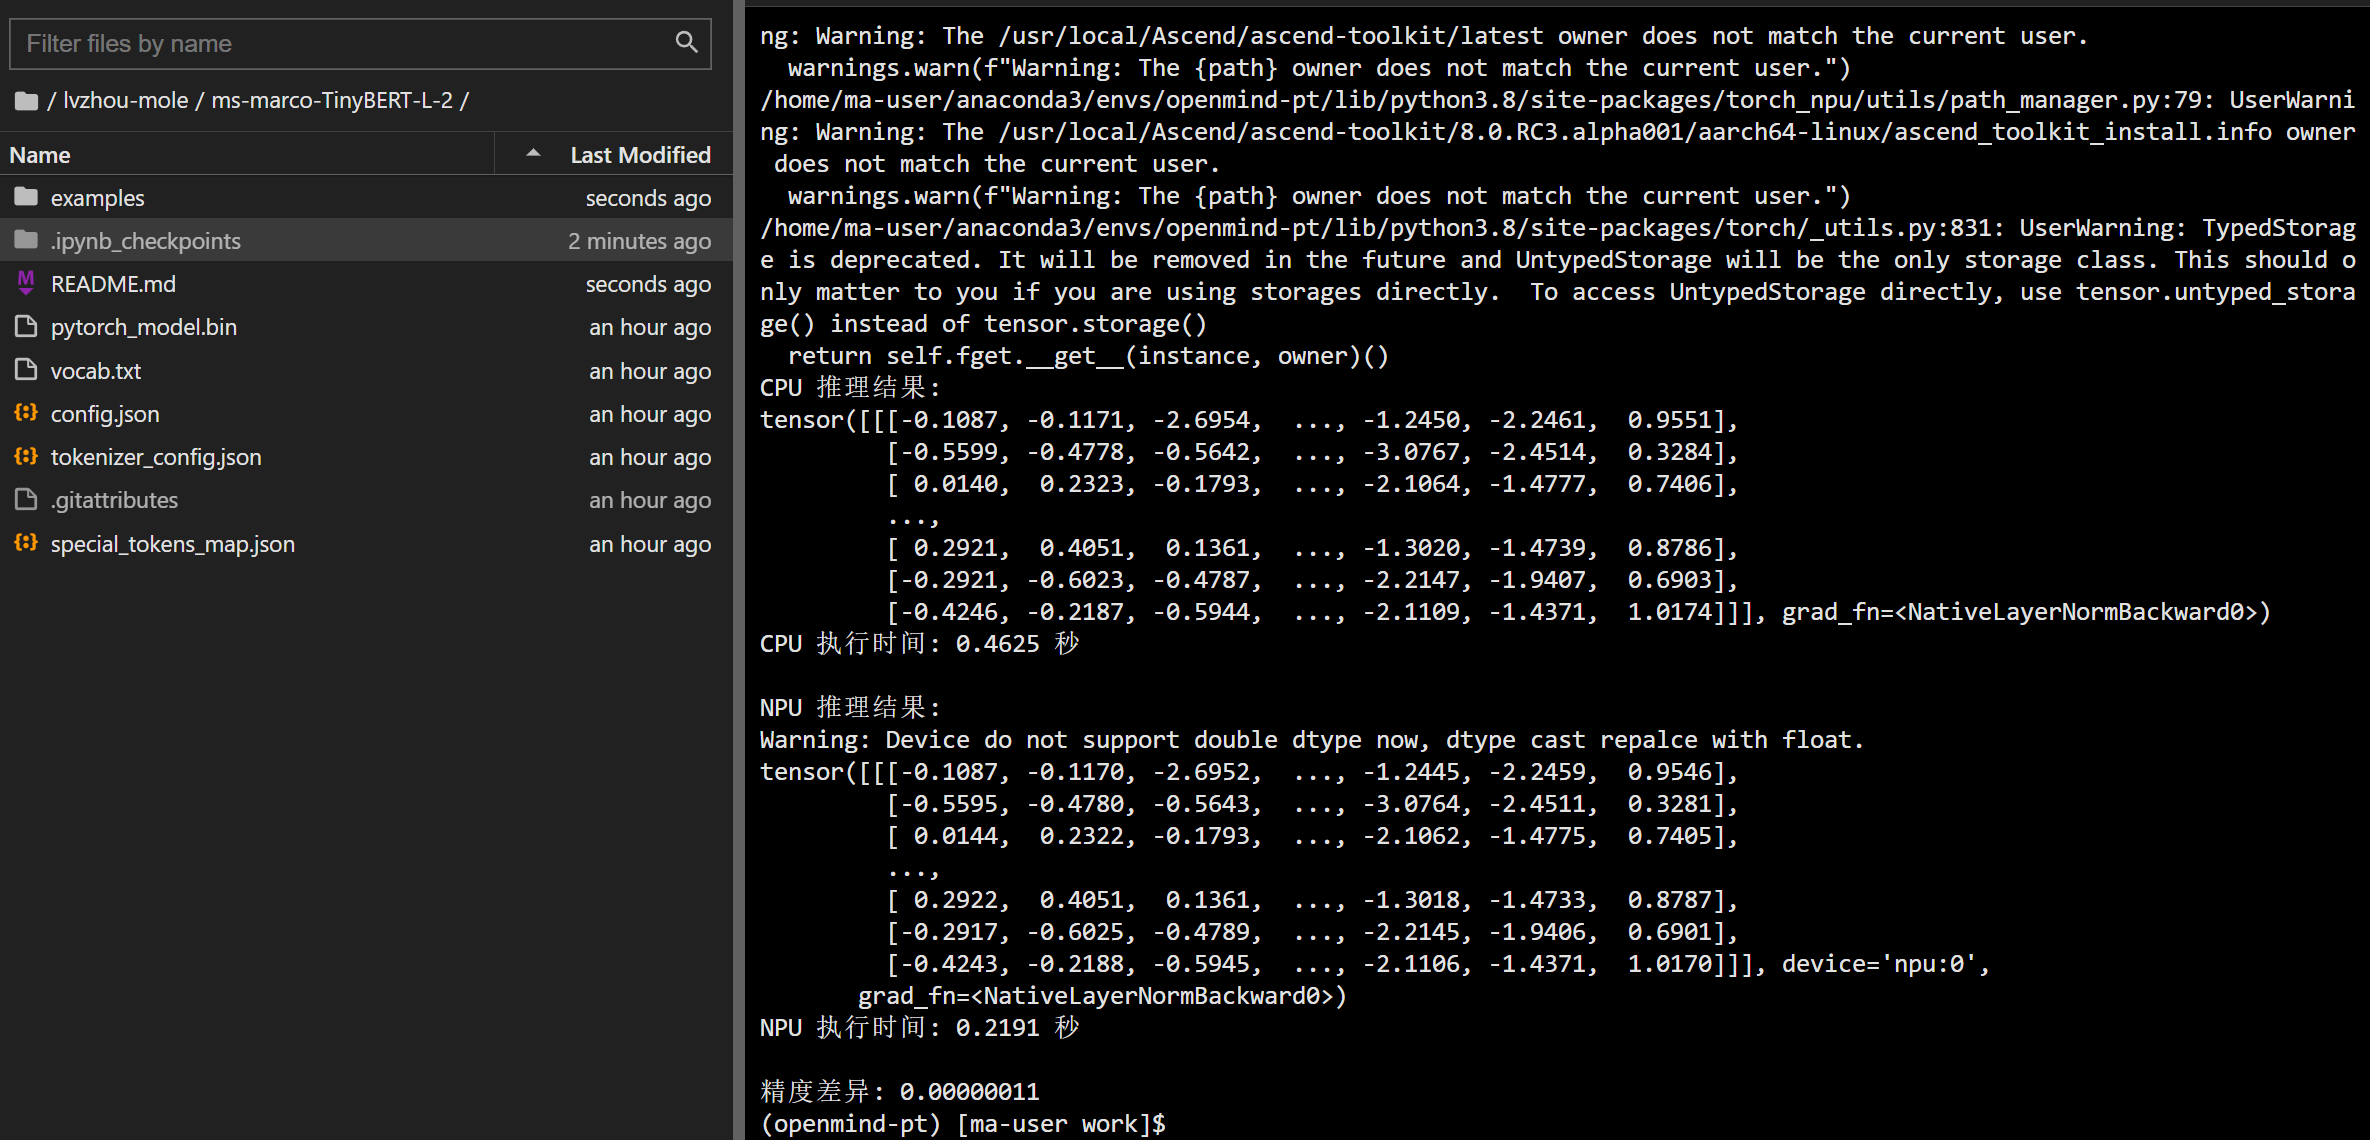 Filter files by name
/ lvzhou-mole / ms-marco-TinyBERT-L-2 /
Name Last Modified
examples seconds ago
.ipynb_checkpoints 2 minutes ago
README.md seconds ago
pytorch_model.bin an hour ago
vocab.txt an hour ago
config.json an hour ago
tokenizer_config.json an hour ago
.gitattributes an hour ago
special_tokens_map.json an hour ago
ng: Warning: The /usr/local/Ascend/ascend-toolkit/latest owner does not match the current user.
  warnings.warn(f"Warning: The {path} owner does not match the current user.")
/home/ma-user/anaconda3/envs/openmind-pt/lib/python3.8/site-packages/torch_npu/utils/path_manager.py:79: UserWarni
ng: Warning: The /usr/local/Ascend/ascend-toolkit/8.0.RC3.alpha001/aarch64-linux/ascend_toolkit_install.info owner
 does not match the current user.
  warnings.warn(f"Warning: The {path} owner does not match the current user.")
/home/ma-user/anaconda3/envs/openmind-pt/lib/python3.8/site-packages/torch/_utils.py:831: UserWarning: TypedStorag
e is deprecated. It will be removed in the future and UntypedStorage will be the only storage class. This should o
nly matter to you if you are using storages directly.  To access UntypedStorage directly, use tensor.untyped_stora
ge() instead of tensor.storage()
  return self.fget.__get__(instance, owner)()
CPU 推理结果:
tensor([[[-0.1087, -0.1171, -2.6954,  ..., -1.2450, -2.2461,  0.9551],
         [-0.5599, -0.4778, -0.5642,  ..., -3.0767, -2.4514,  0.3284],
         [ 0.0140,  0.2323, -0.1793,  ..., -2.1064, -1.4777,  0.7406],
         ...,
         [ 0.2921,  0.4051,  0.1361,  ..., -1.3020, -1.4739,  0.8786],
         [-0.2921, -0.6023, -0.4787,  ..., -2.2147, -1.9407,  0.6903],
         [-0.4246, -0.2187, -0.5944,  ..., -2.1109, -1.4371,  1.0174]]], grad_fn=<NativeLayerNormBackward0>)
CPU 执行时间: 0.4625 秒
NPU 推理结果:
Warning: Device do not support double dtype now, dtype cast repalce with float.
tensor([[[-0.1087, -0.1170, -2.6952,  ..., -1.2445, -2.2459,  0.9546],
         [-0.5595, -0.4780, -0.5643,  ..., -3.0764, -2.4511,  0.3281],
         [ 0.0144,  0.2322, -0.1793,  ..., -2.1062, -1.4775,  0.7405],
         ...,
         [ 0.2922,  0.4051,  0.1361,  ..., -1.3018, -1.4733,  0.8787],
         [-0.2917, -0.6025, -0.4789,  ..., -2.2145, -1.9406,  0.6901],
         [-0.4243, -0.2188, -0.5945,  ..., -2.1106, -1.4371,  1.0170]]], device='npu:0',
       grad_fn=<NativeLayerNormBackward0>)
NPU 执行时间: 0.2191 秒
精度差异: 0.00000011
(openmind-pt) [ma-user work]$